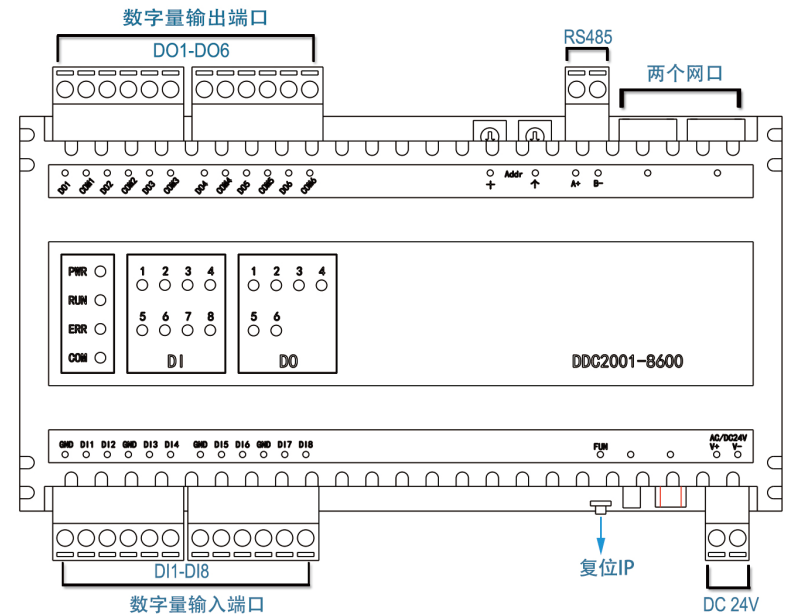 数字量输出端口
DO1-DO6
RS485
两个网口
DO1 COM1 DO2 COM2 DO3 COM3 DO4 COM4 DO5 COM5 DO6 COM6
+ Addr ↑ A+ B-
PWR
RUN
ERR
COM
1 2 3 4
5 6 7 8
DI
1 2 3 4
5 6
DO
DDC2001-8600
GND DI1 DI2 GND DI3 DI4 GND DI5 DI6 GND DI7 DI8
FUN
AC/DC24V
V+ V-
DI1-DI8
数字量输入端口
复位IP
DC 24V